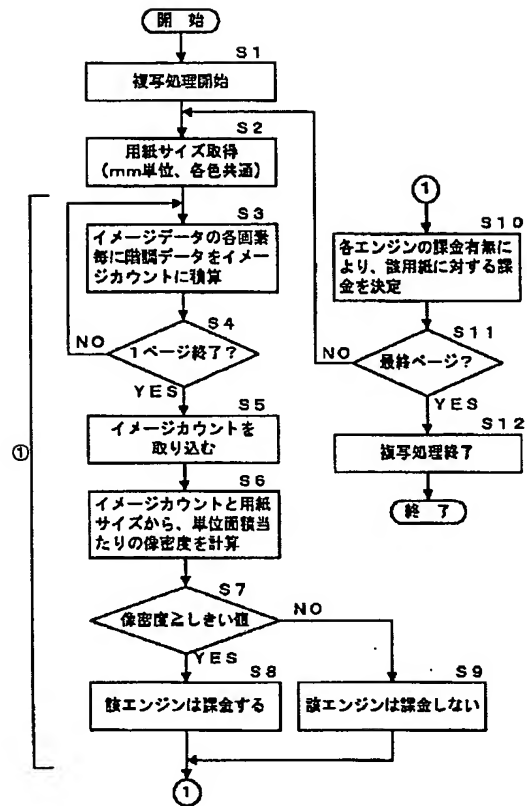 開 始
S1
複写処理開始
S2
用紙サイズ取得
(mm単位、各色共通)
S3
イメージデータの各画素
毎に階調データをイメー
ジカウントに積算
S4
1ページ終了?
NO
YES
S5
イメージカウントを
取り込む
S6
イメージカウントと用紙
サイズから、単位面積当
たりの像密度を計算
S7
像密度≧しきい値
NO
YES
S8
該エンジンは課金する
S9
該エンジンは課金しない
①
①
①
S10
各エンジンの課金有無に
より、該用紙に対する課
金を決定
S11
最終ページ?
NO
YES
S12
複写処理終了
終 了